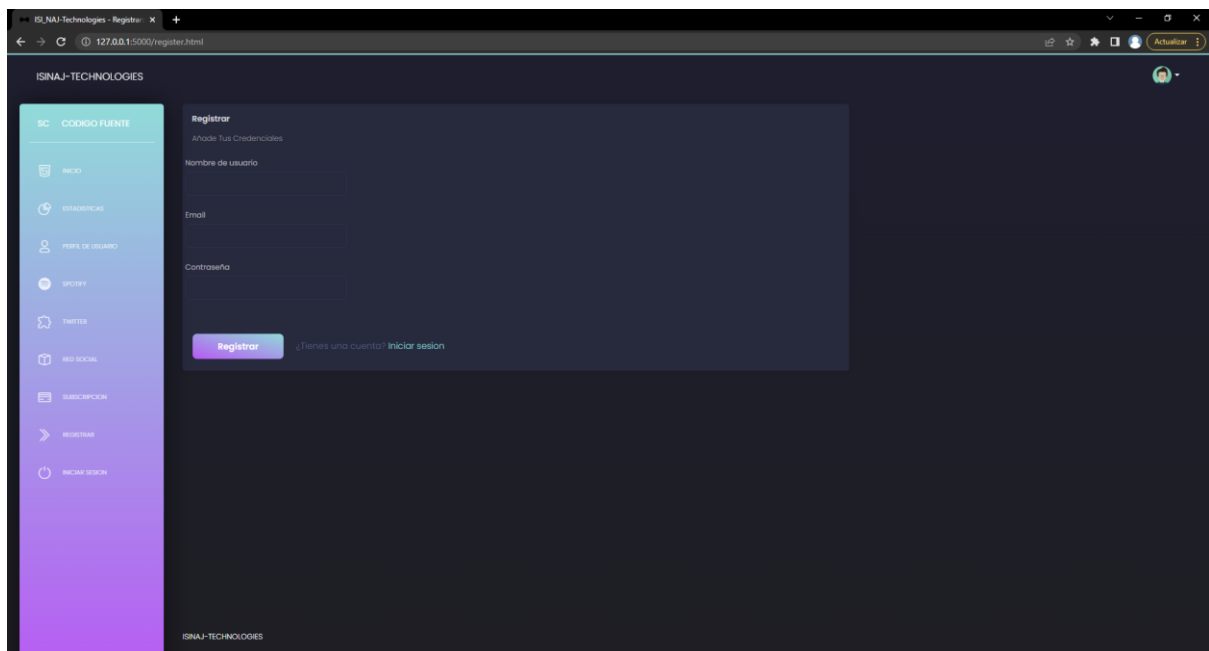 ISI_NAJ-Technologies - Registrar
127.0.0.1:5000/register.html
Actualizar
ISINAJ-TECHNOLOGIES
SC CODIGO FUENTE
INICIO
ESTADISTICAS
PERFIL DE USUARIO
SPOTIFY
TWITTER
RED SOCIAL
SUBSCRIPCION
REGISTRAR
INICIAR SESION
Registrar
Añade Tus Credenciales
Nombre de usuario
Email
Contraseña
Registrar ¿Tienes una cuenta? Iniciar sesion
ISINAJ-TECHNOLOGIES